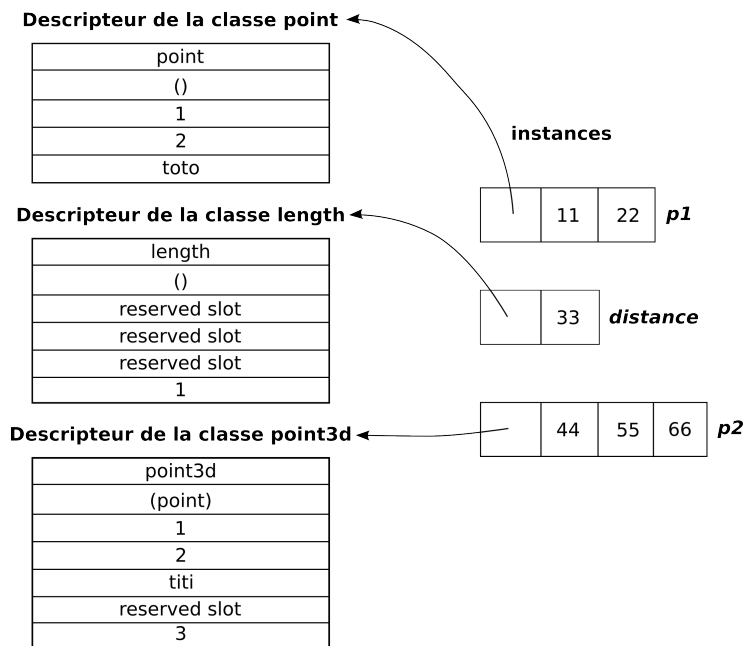 Descripteur de la classe point
point
()
1
2
toto
instances
11 22 p1
Descripteur de la classe length
length
()
reserved slot
reserved slot
reserved slot
1
33 distance
Descripteur de la classe point3d
point3d
(point)
1
2
titi
reserved slot
3
44 55 66 p2